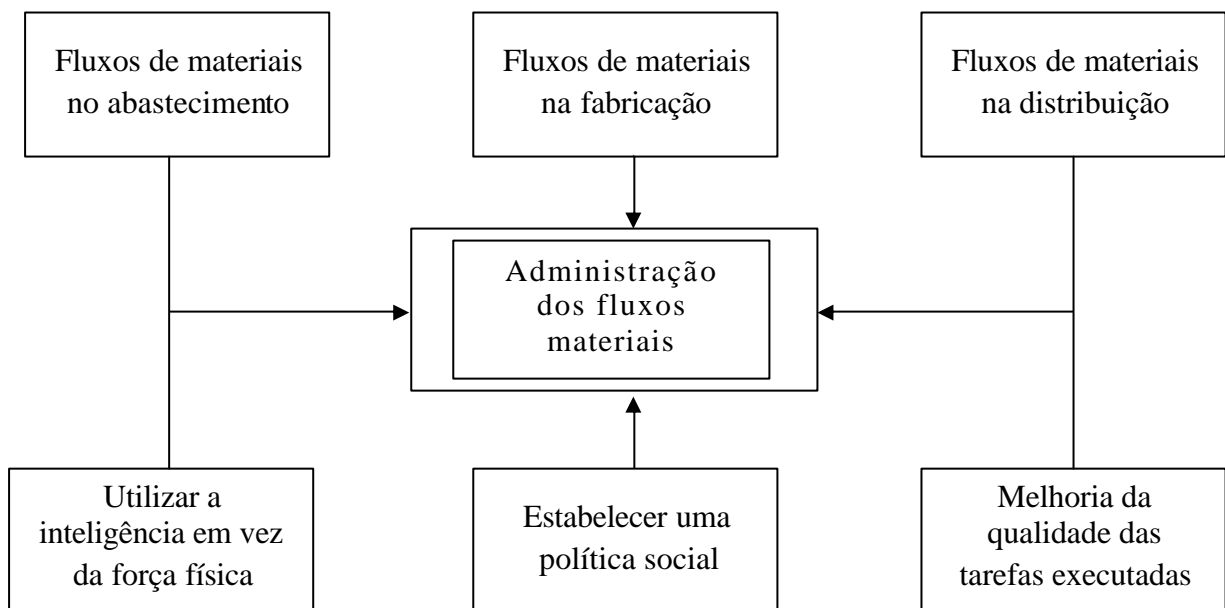 Fluxos de materiais
no abastecimento
Fluxos de materiais
na fabricação
Fluxos de materiais
na distribuição
Administração
dos fluxos
materiais
Utilizar a
inteligência em vez
da força física
Estabelecer uma
política social
Melhoria da
qualidade das
tarefas executadas